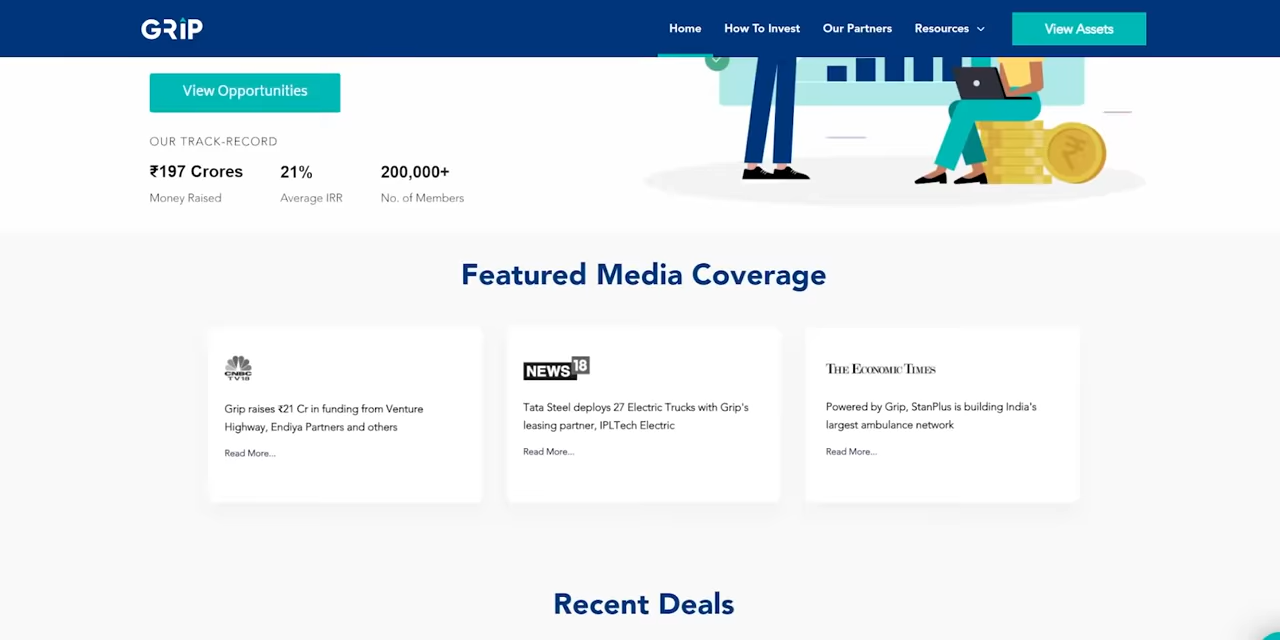 GRIP
Home How To Invest Our Partners Resources View Assets
View Opportunities
OUR TRACK-RECORD
₹197 Crores 21% 200,000+
Money Raised Average IRR No. of Members
₹
Featured Media Coverage
CNBC
TV18
Grip raises ₹21 Cr in funding from Venture
Highway, Endiya Partners and others
Read More...
NEWS 18
Tata Steel deploys 27 Electric Trucks with Grip's
leasing partner, IPLTech Electric
Read More...
THE ECONOMIC TIMES
Powered by Grip, StanPlus is building India's
largest ambulance network
Read More...
Recent Deals